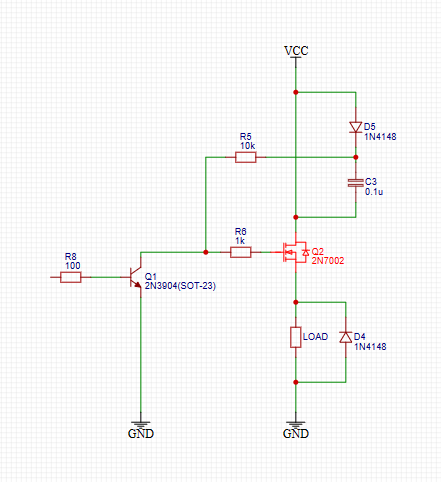 VCC
D5
1N4148
R5
10k
C3
0.1u
R6
1k
Q2
2N7002
R8
100
Q1
2N3904(SOT-23)
LOAD
D4
1N4148
GND
GND